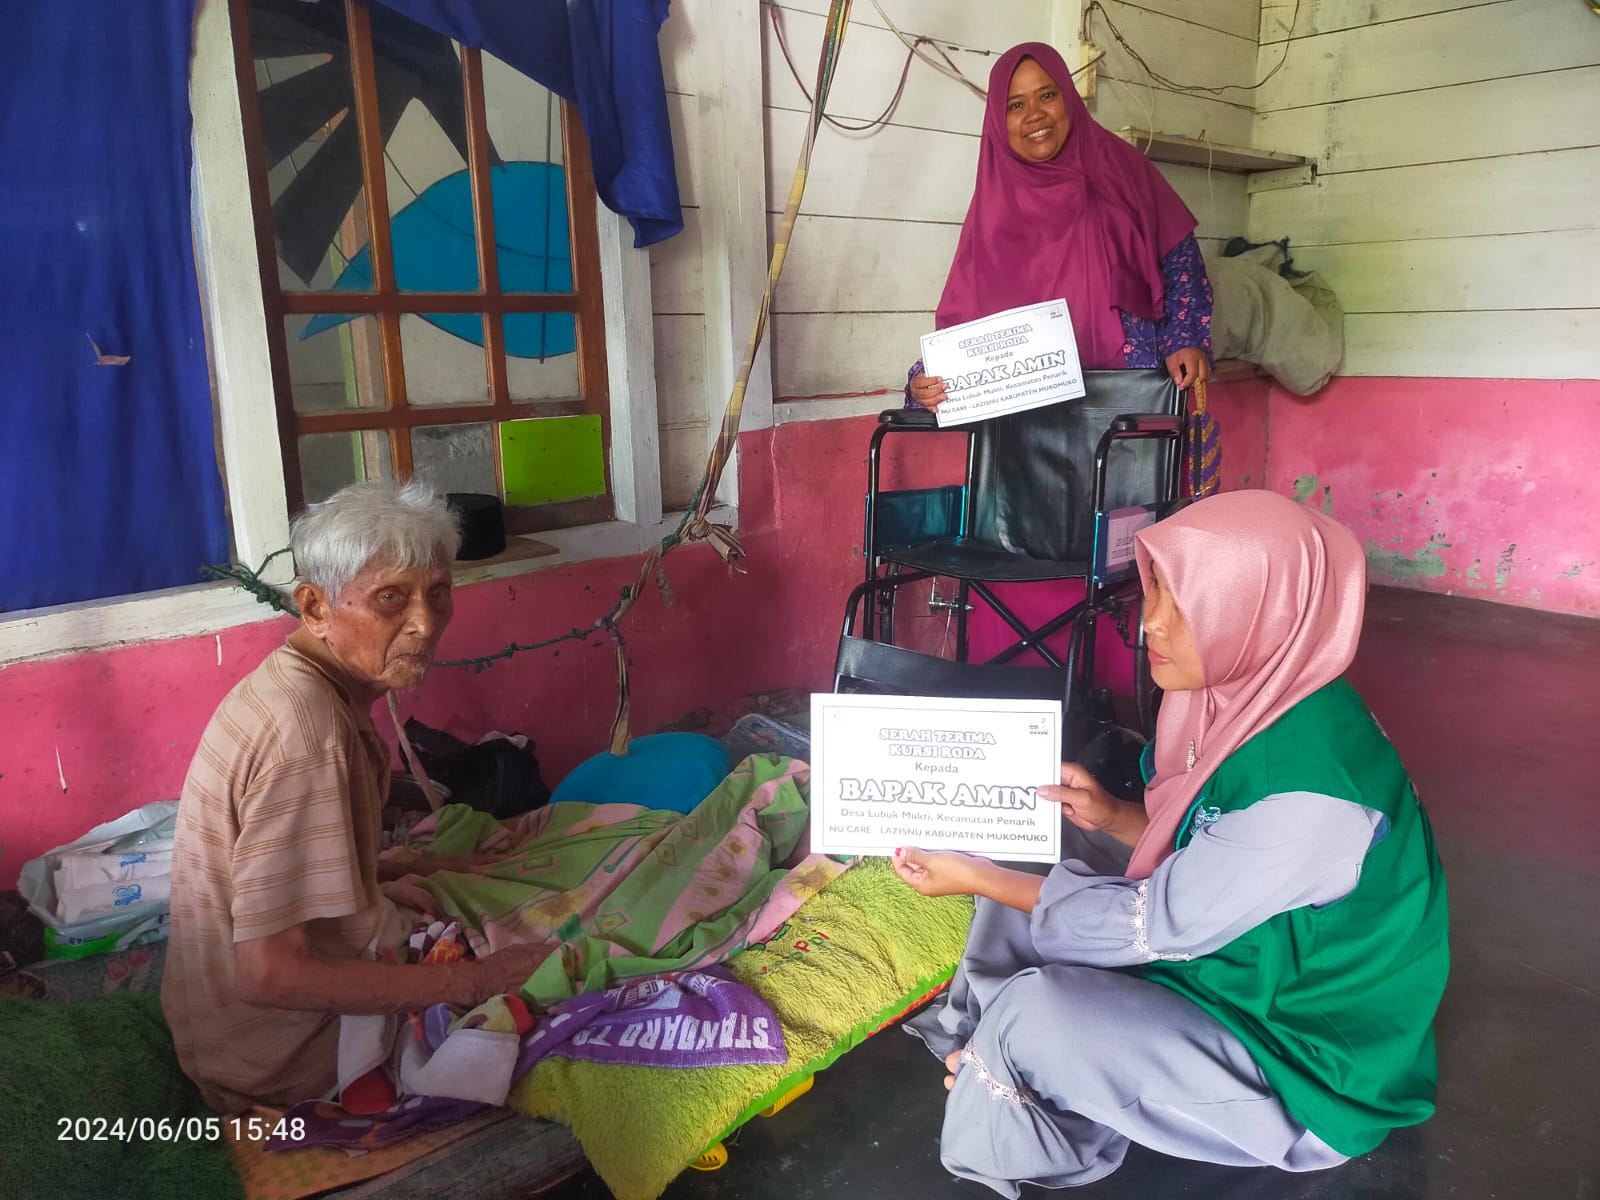 SERAH TERIMA
KURSI RODA
Kepada
BAPAK AMIN
Desa Lubuk Mukti, Kecamatan Penarik
NU CARE - LAZISNU KABUPATEN MUKOMUKO
SERAH TERIMA
KURSI RODA
Kepada
BAPAK AMIN
Desa Lubuk Mukti, Kecamatan Penarik
NU CARE - LAZISNU KABUPATEN MUKOMUKO
STANDARD
2024/06/05 15:48